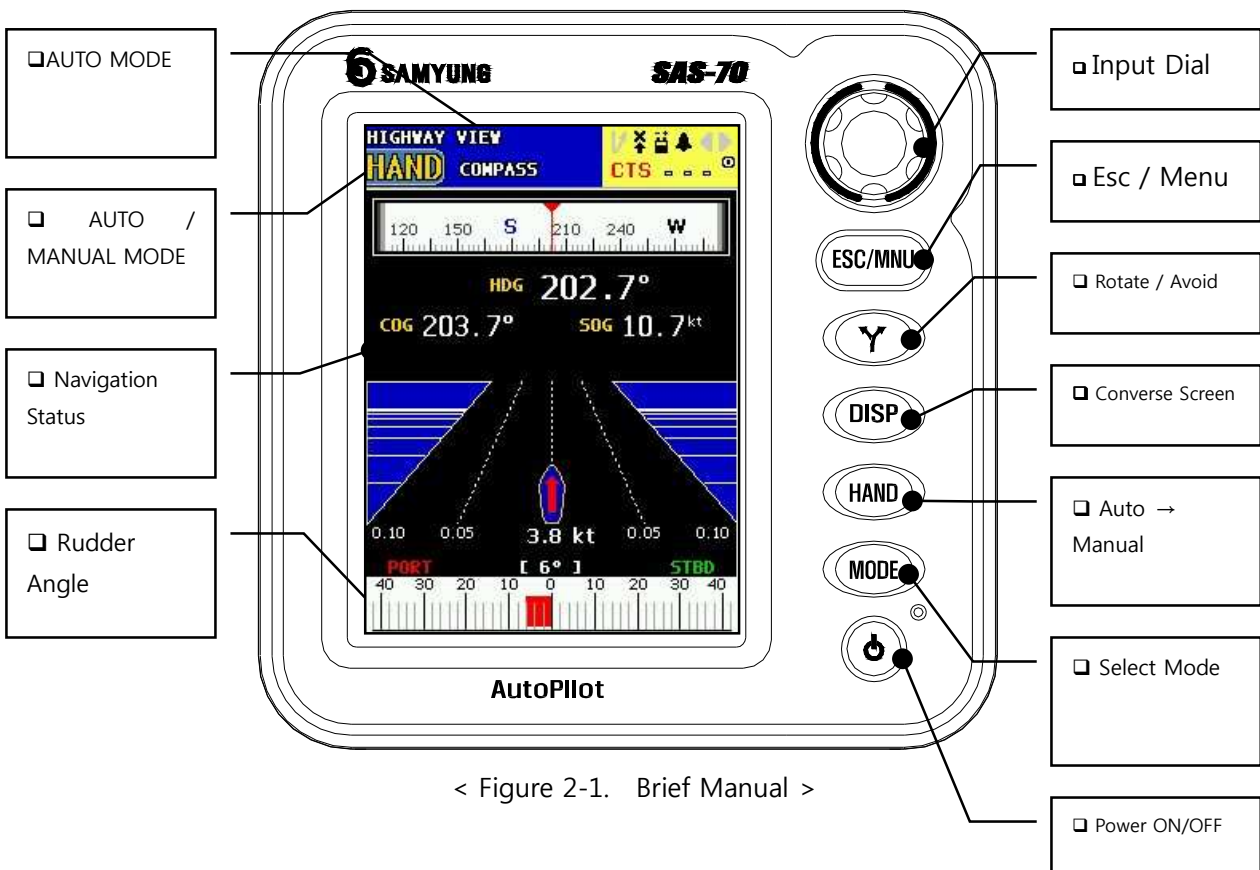 ❑AUTO MODE
❑ AUTO /
MANUAL MODE
❑ Navigation
Status
❑ Rudder
Angle
SAMYUNG SAS-70
HIGHWAY VIEW
HAND COMPASS
CTS - - - °
120 150 S 210 240 W
HDG 202.7°
COG 203.7° SOG 10.7kt
0.10 0.05 3.8 kt 0.05 0.10
PORT [ 6° ] STBD
40 30 20 10 0 10 20 30 40
AutoPilot
ESC/MNU
DISP
HAND
MODE
❑ Input Dial
❑ Esc / Menu
❑ Rotate / Avoid
❑ Converse Screen
❑ Auto →
Manual
❑ Select Mode
❑ Power ON/OFF
< Figure 2-1. Brief Manual >